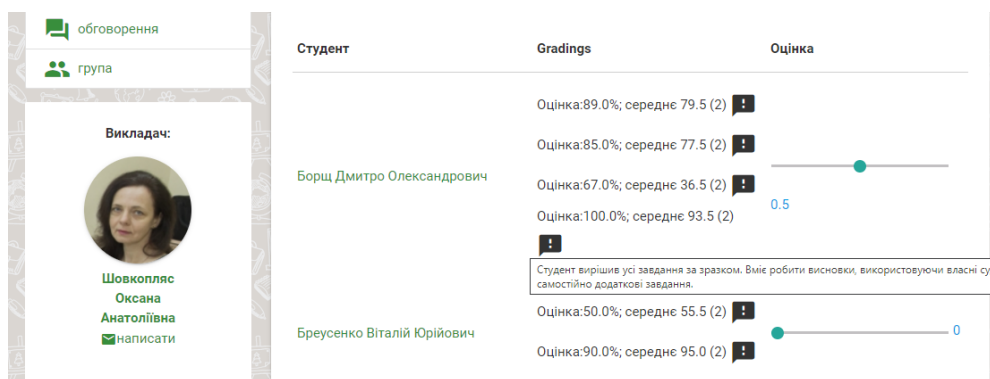 обговорення
група
Викладач:
Шовкопляс
Оксана
Анатоліївна
написати
Студент
Gradings
Оцінка
Борщ Дмитро Олександрович
Оцінка:89.0%; середнє 79.5 (2)
Оцінка:85.0%; середнє 77.5 (2)
Оцінка:67.0%; середнє 36.5 (2)
Оцінка:100.0%; середнє 93.5 (2)
0.5
Студент вирішив усі завдання за зразком. Вміє робити висновки, використовуючи власні су
самостійно додаткові завдання.
Бреусенко Віталій Юрійович
Оцінка:50.0%; середнє 55.5 (2)
Оцінка:90.0%; середнє 95.0 (2)
0